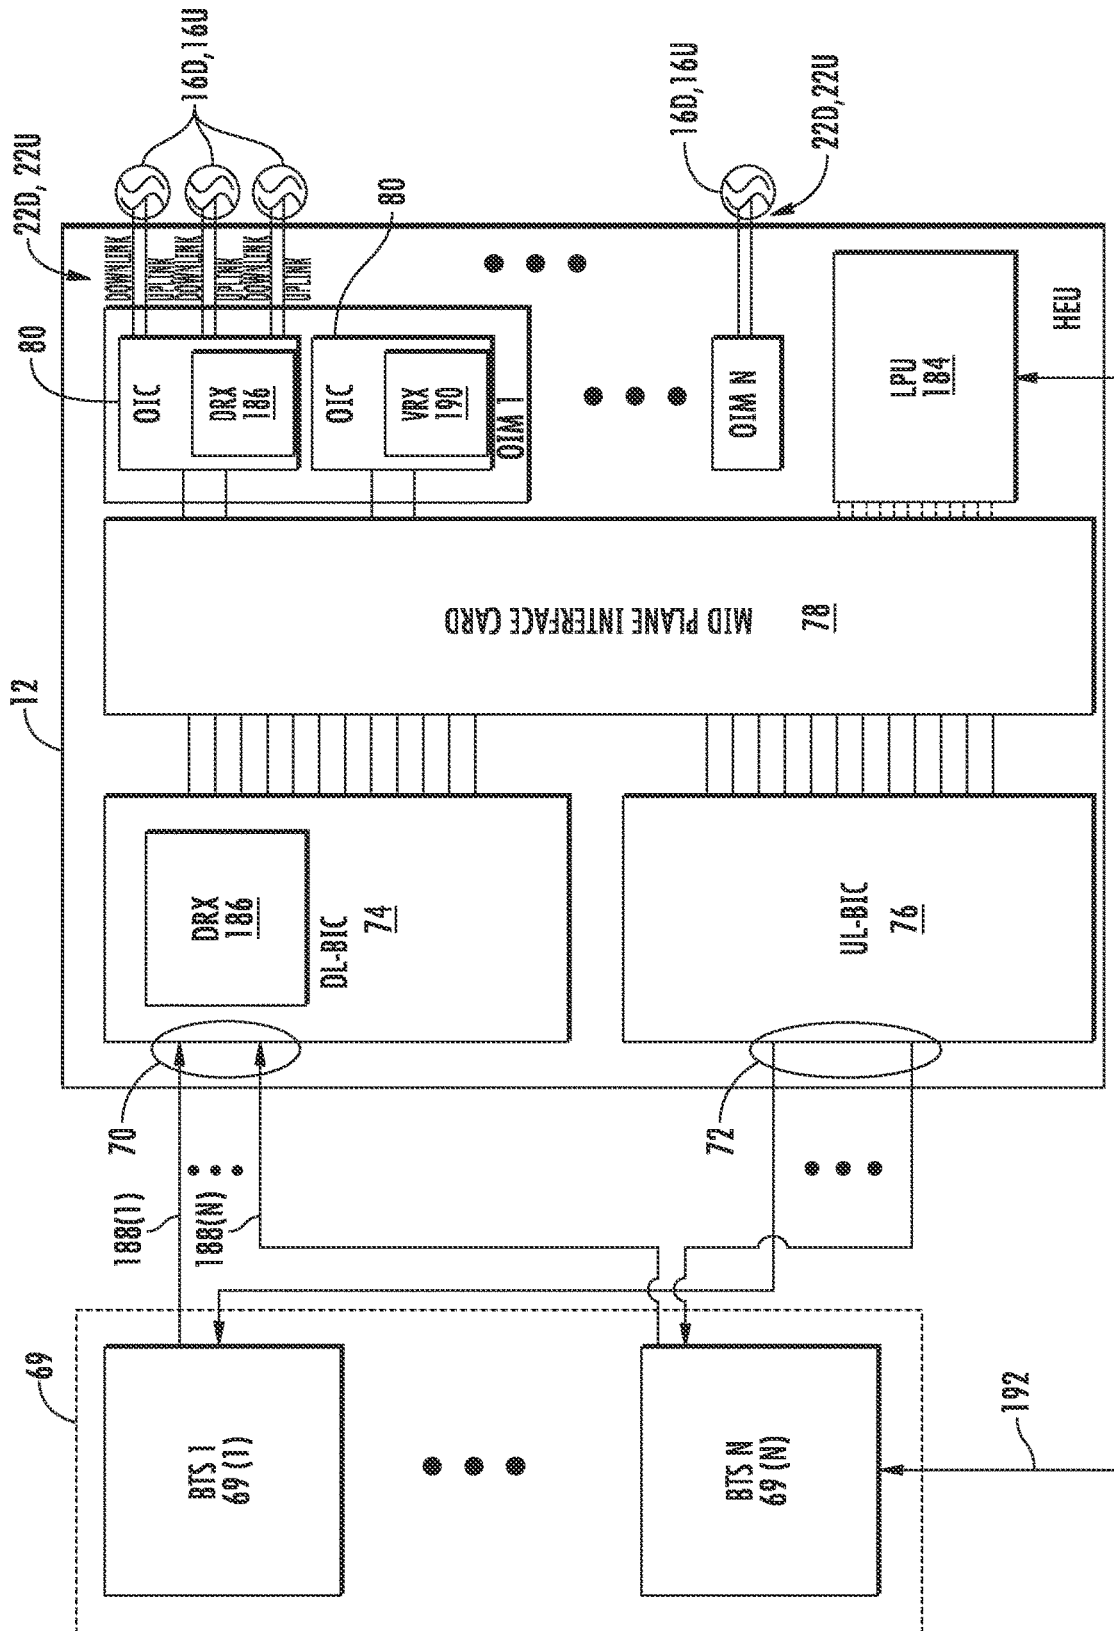 22D, 22U
16D,16U
16D,16U
22D,22U
80
80
DOWNLINK
UPLINK
DOWNLINK
UPLINK
DOWNLINK
UPLINK
OIC
DRX
186
OIC
VRX
190
OIM 1
OIM N
LPU
184
HEU
12
MID PLANE INTERFACE CARD
78
DRX
186
DL-BIC
74
UL-BIC
76
70
72
188(1)
188(N)
69
BTS 1
69 (1)
BTS N
69 (N)
192